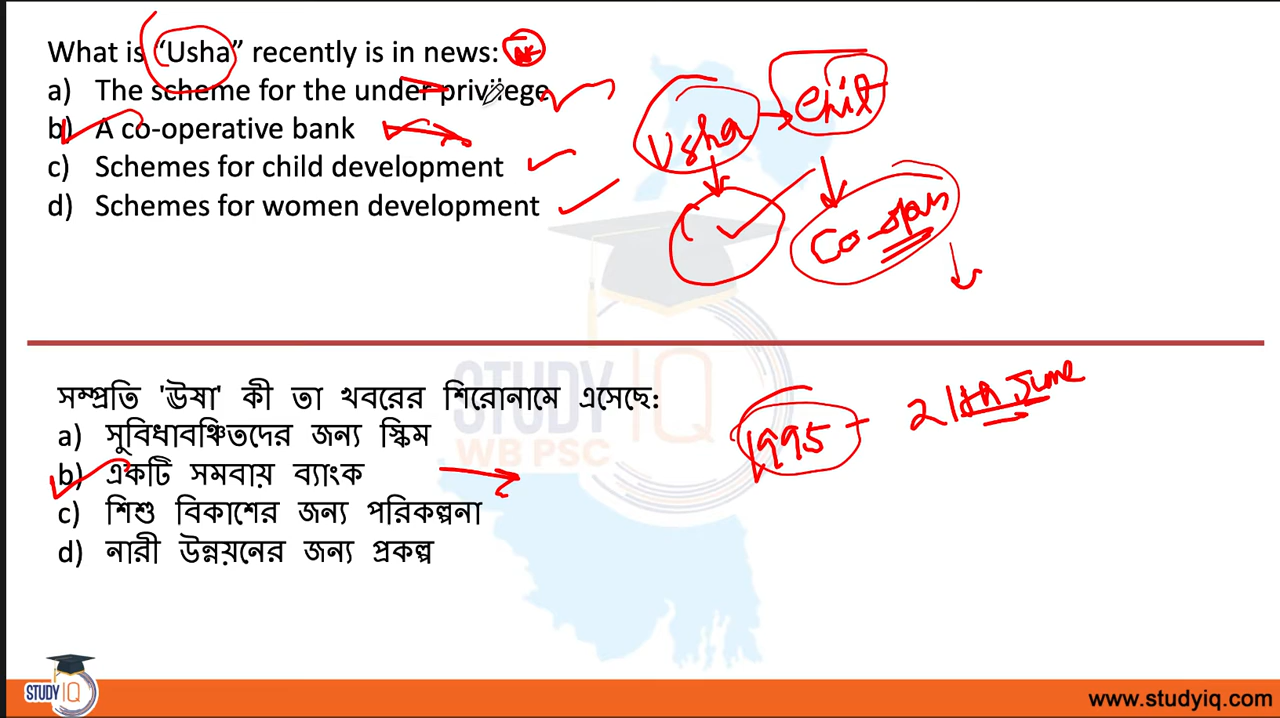 What is “Usha” recently is in news:
a) The scheme for the under privilege
b) A co-operative bank
c) Schemes for child development
d) Schemes for women development
Usha
chit
Co-opan
সম্প্রতি 'ঊষা' কী তা খবরের শিরোনামে এসেছে:
a) সুবিধাবঞ্চিতদের জন্য স্কিম
b) একটি সমবায় ব্যাংক
c) শিশু বিকাশের জন্য পরিকল্পনা
d) নারী উন্নয়নের জন্য প্রকল্প
1995 - 21th June
STUDY IQ
WB PSC
STUDY IQ
www.studyiq.com